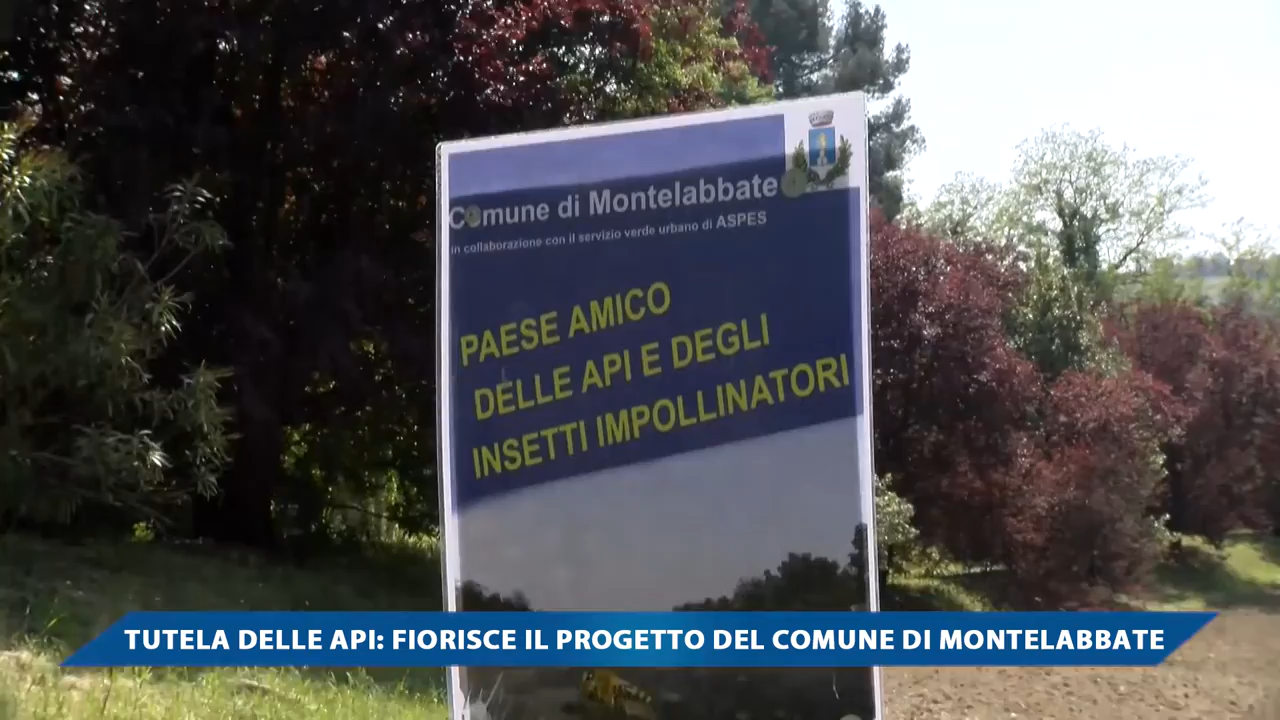 Comune di Montelabbate
in collaborazione con il servizio verde urbano di ASPES
PAESE AMICO
DELLE API E DEGLI
INSETTI IMPOLLINATORI
TUTELA DELLE API: FIORISCE IL PROGETTO DEL COMUNE DI MONTELABBATE